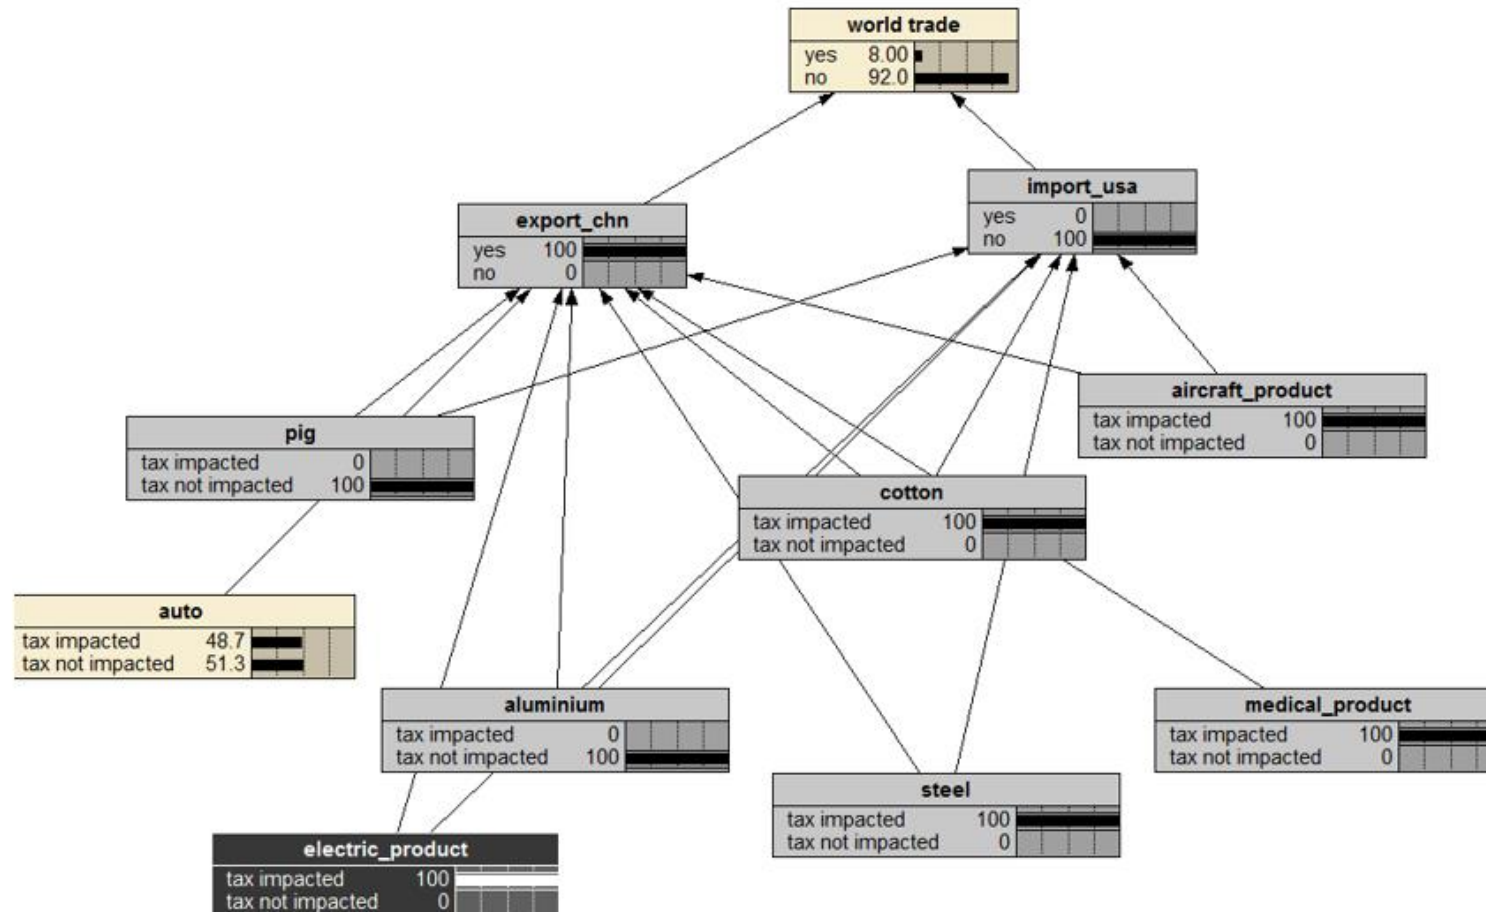 world trade
yes 8.00
no 92.0
import_usa
yes 0
no 100
export_chn
yes 100
no 0
aircraft_product
tax impacted 100
tax not impacted 0
pig
tax impacted 0
tax not impacted 100
cotton
tax impacted 100
tax not impacted 0
auto
tax impacted 48.7
tax not impacted 51.3
aluminium
tax impacted 0
tax not impacted 100
medical_product
tax impacted 100
tax not impacted 0
steel
tax impacted 100
tax not impacted 0
electric_product
tax impacted 100
tax not impacted 0